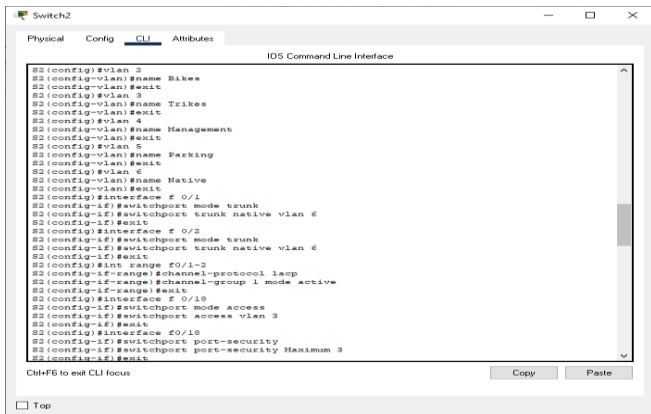 Switch2
Physical Config CLI Attributes
IOS Command Line Interface
S2(config)#vlan 2
S2(config-vlan)#name Bikes
S2(config-vlan)#exit
S2(config)#vlan 3
S2(config-vlan)#name Trikes
S2(config-vlan)#exit
S2(config)#vlan 4
S2(config-vlan)#name Management
S2(config-vlan)#exit
S2(config)#vlan 5
S2(config-vlan)#name Parking
S2(config-vlan)#exit
S2(config)#vlan 6
S2(config-vlan)#name Native
S2(config-vlan)#exit
S2(config)#interface f 0/1
S2(config-if)#switchport mode trunk
S2(config-if)#switchport trunk native vlan 6
S2(config-if)#exit
S2(config)#interface f 0/2
S2(config-if)#switchport mode trunk
S2(config-if)#switchport trunk native vlan 6
S2(config-if)#exit
S2(config)#int range f0/1-2
S2(config-if-range)#channel-protocol lacp
S2(config-if-range)#channel-group 1 mode active
S2(config-if-range)#exit
S2(config)#interface f 0/18
S2(config-if)#switchport mode access
S2(config-if)#switchport access vlan 3
S2(config-if)#exit
S2(config)#interface f0/18
S2(config-if)#switchport port-security
S2(config-if)#switchport port-security Maximum 3
S2(config-if)#exit
Ctrl+F6 to exit CLI focus
Copy Paste
Top